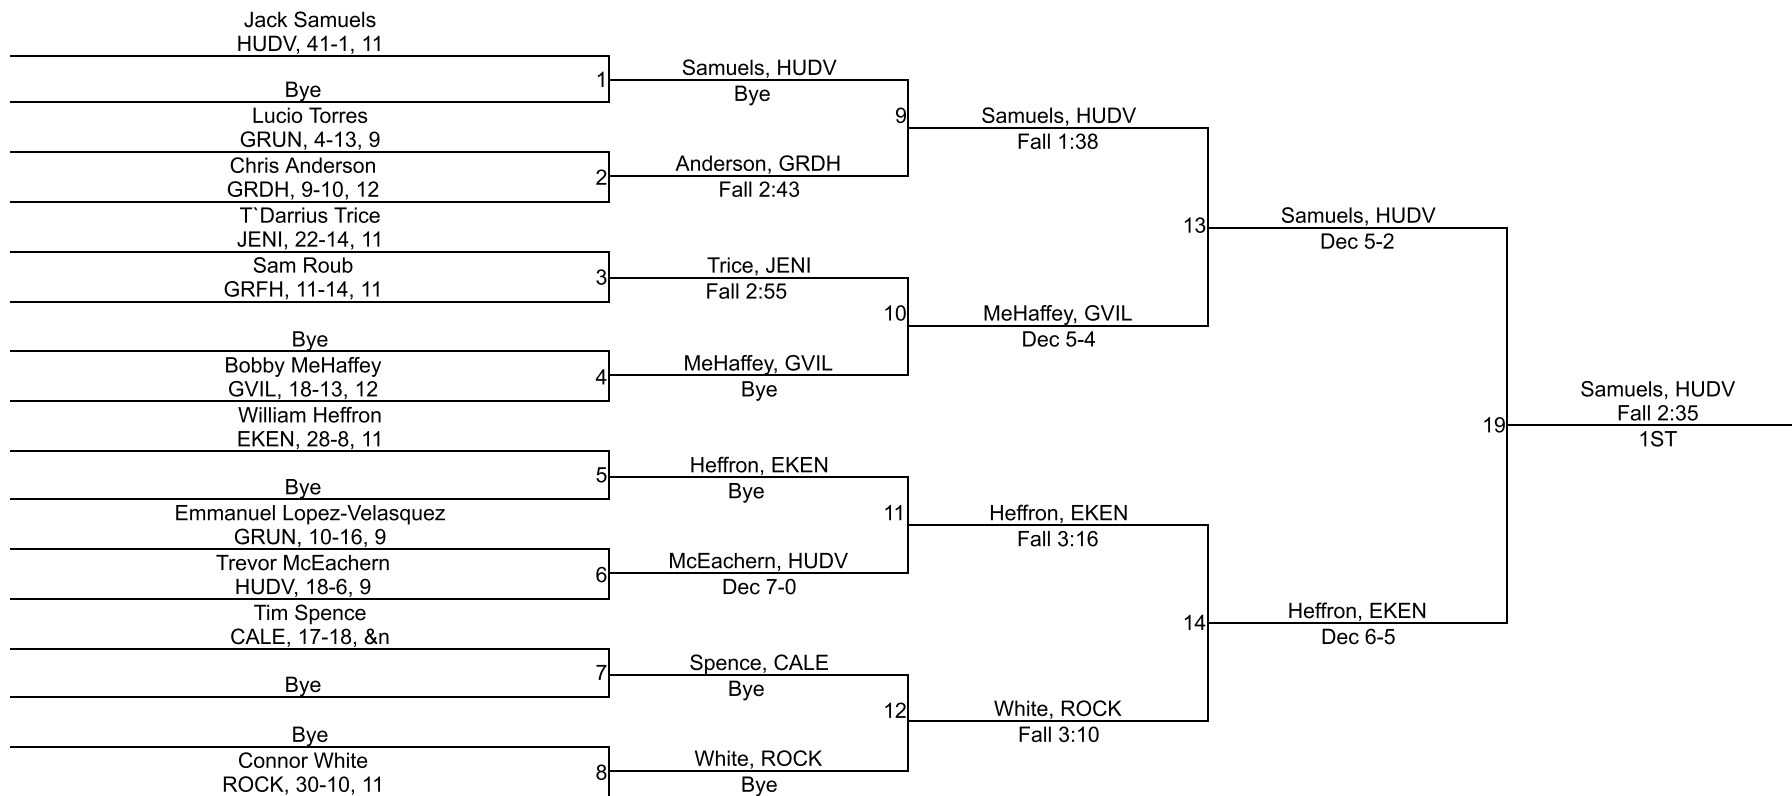 Jack Samuels
HUDV, 41-1, 11
Bye
1
Lucio Torres
GRUN, 4-13, 9
Chris Anderson
GRDH, 9-10, 12
2
T`Darrius Trice
JENI, 22-14, 11
Sam Roub
GRFH, 11-14, 11
3
Bye
Bobby MeHaffey
GVIL, 18-13, 12
4
William Heffron
EKEN, 28-8, 11
Bye
5
Emmanuel Lopez-Velasquez
GRUN, 10-16, 9
Trevor McEachern
HUDV, 18-6, 9
6
Tim Spence
CALE, 17-18, &n
Bye
7
Bye
Connor White
ROCK, 30-10, 11
8
Samuels, HUDV
Bye
9
Anderson, GRDH
Fall 2:43
Trice, JENI
Fall 2:55
10
MeHaffey, GVIL
Bye
Heffron, EKEN
Bye
11
McEachern, HUDV
Dec 7-0
Spence, CALE
Bye
12
White, ROCK
Bye
Samuels, HUDV
Fall 1:38
13
MeHaffey, GVIL
Dec 5-4
Heffron, EKEN
Fall 3:16
14
White, ROCK
Fall 3:10
Samuels, HUDV
Dec 5-2
19
Heffron, EKEN
Dec 6-5
Samuels, HUDV
Fall 2:35
1ST